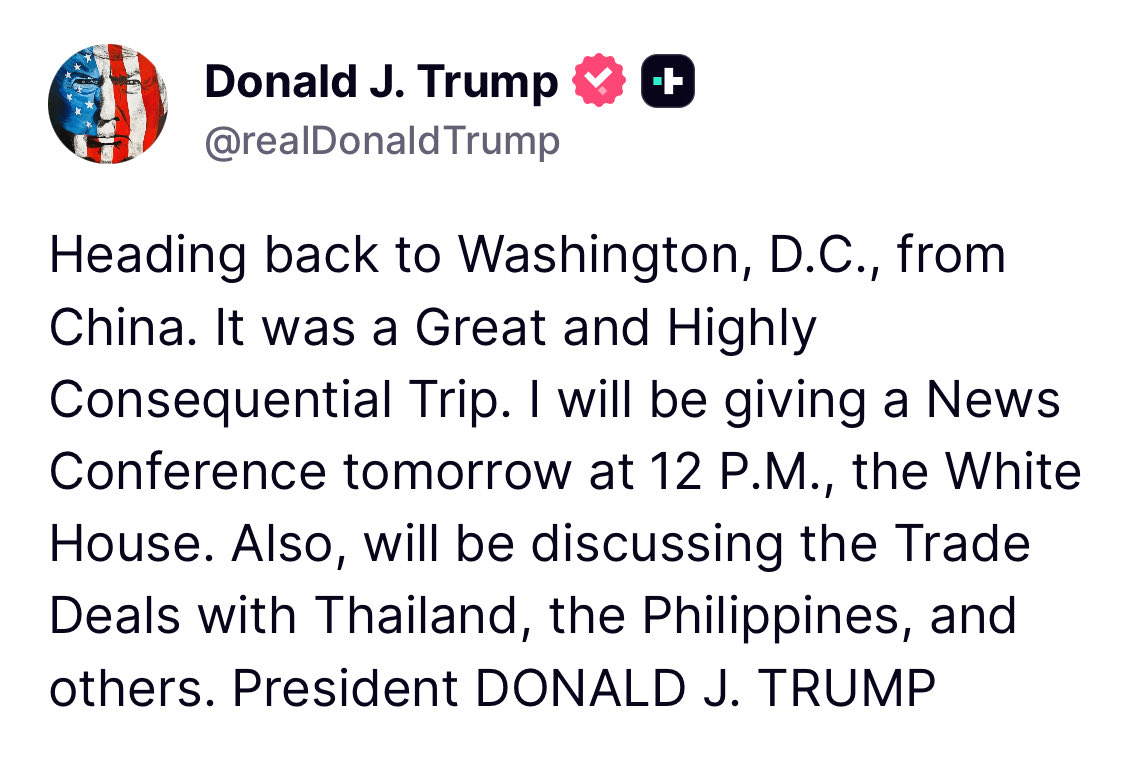 Donald J. Trump
@realDonaldTrump
Heading back to Washington, D.C., from
China. It was a Great and Highly
Consequential Trip. I will be giving a News
Conference tomorrow at 12 P.M., the White
House. Also, will be discussing the Trade
Deals with Thailand, the Philippines, and
others. President DONALD J. TRUMP